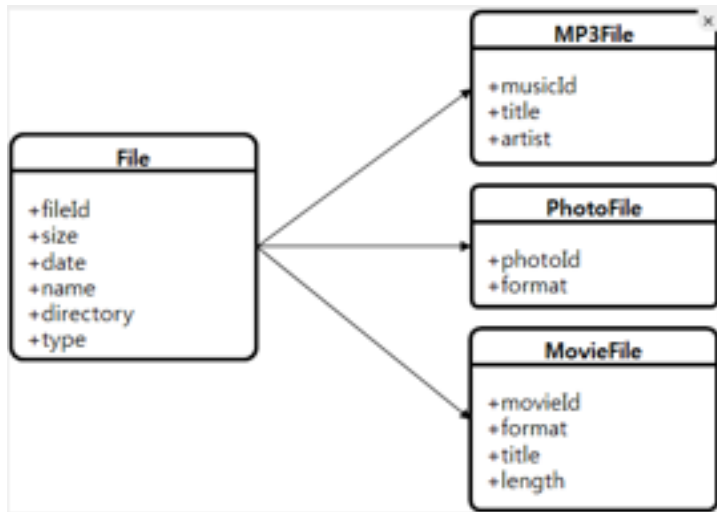 File
+fileId
+size
+date
+name
+directory
+type
MP3File
+musicId
+title
+artist
PhotoFile
+photoId
+format
MovieFile
+movieId
+format
+title
+length